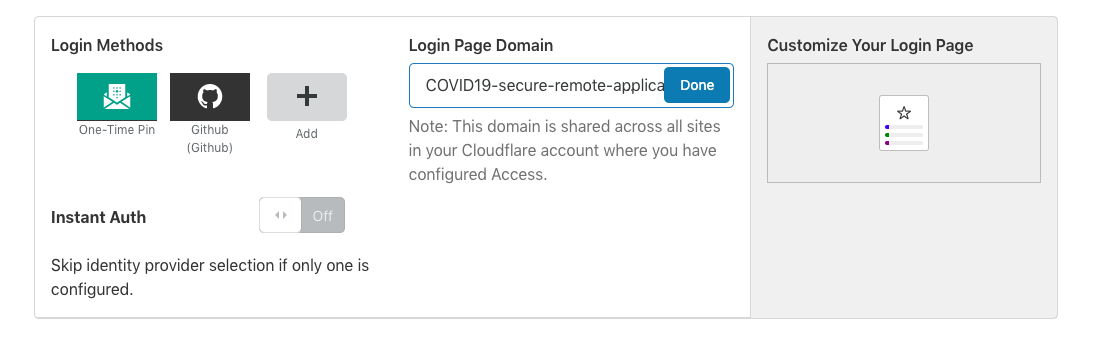 Login Methods
One-Time Pin
Github
(Github)
Add
Instant Auth
Off
Skip identity provider selection if only one is
configured.
Login Page Domain
COVID19-secure-remote-applica
Done
Note: This domain is shared across all sites
in your Cloudflare account where you have
configured Access.
Customize Your Login Page